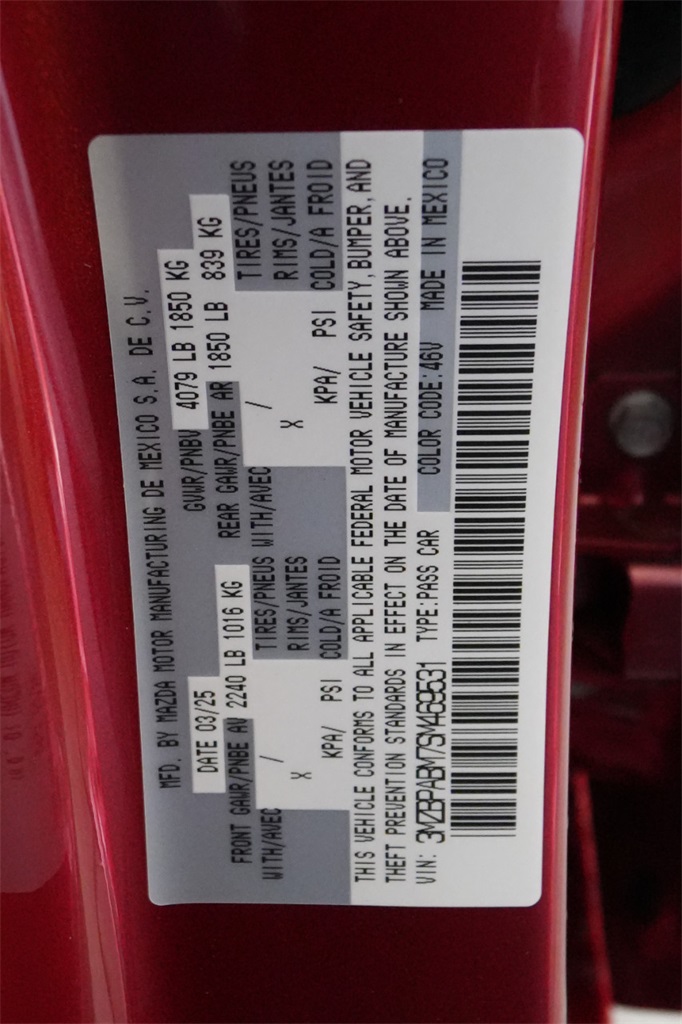 MFD. BY MAZDA MOTOR MANUFACTURING DE MEXICO S.A. DE C.V.
DATE 03/25 GVWR/PNBV 4079 LB 1850 KG
FRONT GAWR/PNBE AV 2240 LB 1016 KG REAR GAWR/PNBE AR 1850 LB 839 KG
WITH/AVEC / TIRES/PNEUS WITH/AVEC / TIRES/PNEUS
X RIMS/JANTES X RIMS/JANTES
KPA/ PSI COLD/A FROID KPA/ PSI COLD/A FROID
THIS VEHICLE CONFORMS TO ALL APPLICABLE FEDERAL MOTOR VEHICLE SAFETY, BUMPER, AND
THEFT PREVENTION STANDARDS IN EFFECT ON THE DATE OF MANUFACTURE SHOWN ABOVE.
VIN: 3MZBPABM7SM469531 TYPE:PASS CAR COLOR CODE:46V MADE IN MEXICO